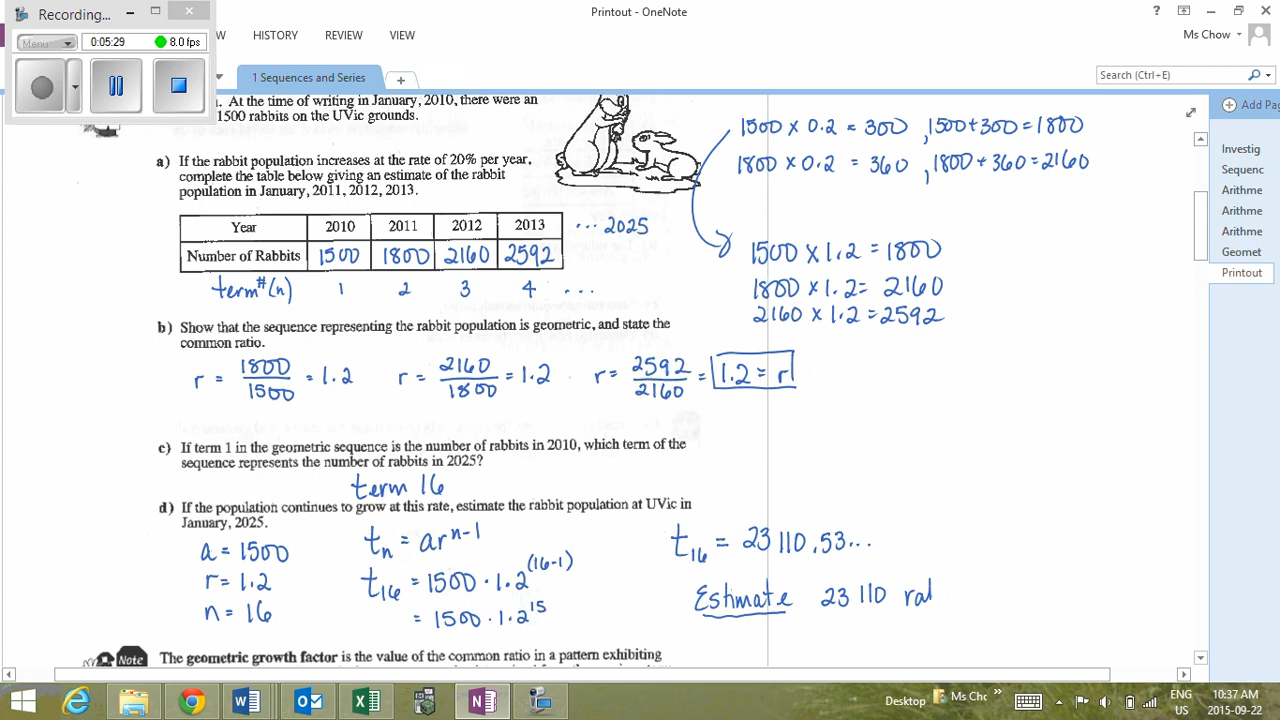 Recording...
Menu
00:05:29
8.0 fps
Printout - OneNote
W
HISTORY
REVIEW
VIEW
Ms Chow
1 Sequences and Series
Search (Ctrl+E)
At the time of writing in January, 2010, there were an
1500 rabbits on the UVic grounds.
a) If the rabbit population increases at the rate of 20% per year,
complete the table below giving an estimate of the rabbit
population in January, 2011, 2012, 2013.
Year 2010 2011 2012 2013 ... 2025
Number of Rabbits 1500 1800 2160 2592
term# (n) 1 2 3 4 ...
1500 x 0.2 = 300 , 1500+300 = 1800
1800 x 0.2 = 360 , 1800 + 360 = 2160
1500 x 1.2 = 1800
1800 x 1.2 = 2160
2160 x 1.2 = 2592
b) Show that the sequence representing the rabbit population is geometric, and state the
common ratio.
r = 1800/1500 = 1.2 r = 2160/1800 = 1.2 r = 2592/2160 = 1.2 = r
c) If term 1 in the geometric sequence is the number of rabbits in 2010, which term of the
sequence represents the number of rabbits in 2025?
term 16
d) If the population continues to grow at this rate, estimate the rabbit population at UVic in
January, 2025.
a = 1500
r = 1.2
n = 16
tn = ar^n-1
t16 = 1500 · 1.2^(16-1)
= 1500 · 1.2^15
t16 = 23 110.53...
Estimate 23 110 ral
Note The geometric growth factor is the value of the common ratio in a pattern exhibiting
Add Pag
Investig
Sequenc
Arithme
Arithme
Arithme
Geomet
Printout
Desktop
Ms Chc
ENG
US
10:37 AM
2015-09-22